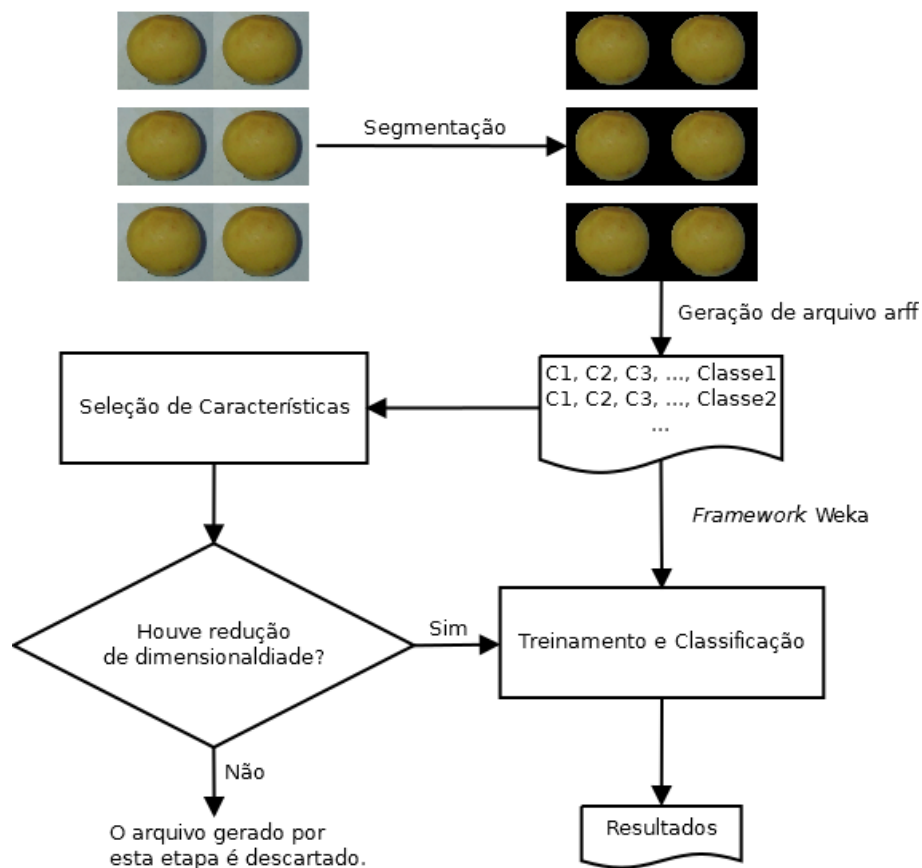 Segmentação
Geração de arquivo arff
C1, C2, C3, ..., Classe1
C1, C2, C3, ..., Classe2
...
Seleção de Characterísticas
Framework Weka
Houve redução
de dimensionaldiade?
Sim
Treinamento e Classificação
Não
O arquivo gerado por
esta etapa é descartado.
Resultados